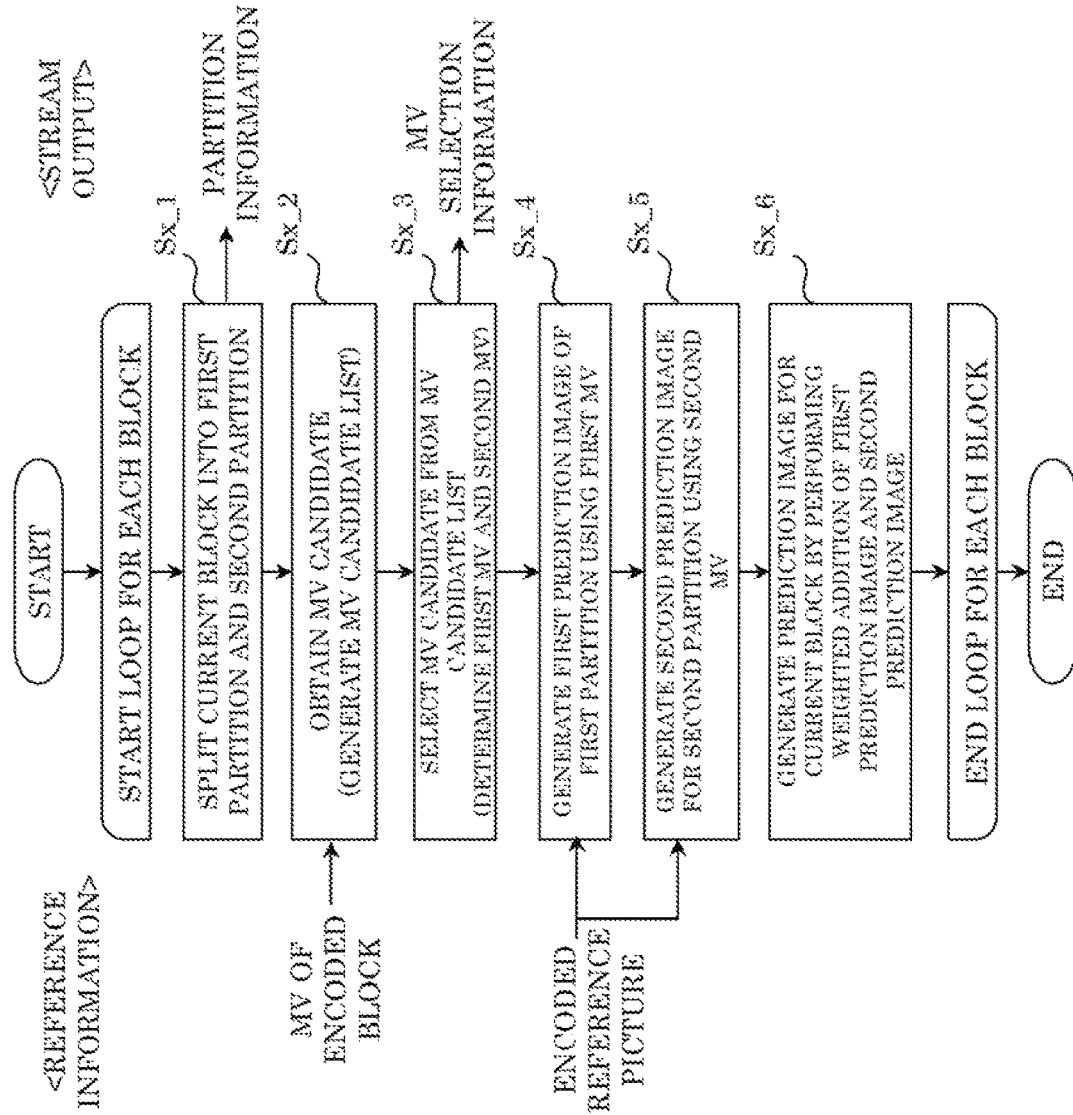 <REFERENCE
INFORMATION>
<STREAM
OUTPUT>
START
START LOOP FOR EACH BLOCK
Sx_1
SPLIT CURRENT BLOCK INTO FIRST
PARTITION AND SECOND PARTITION
PARTITION
INFORMATION
Sx_2
MV OF
ENCODED
BLOCK
OBTAIN MV CANDIDATE
(GENERATE MV CANDIDATE LIST)
Sx_3
SELECT MV CANDIDATE FROM MV
CANDIDATE LIST
(DETERMINE FIRST MV AND SECOND MV)
MV
SELECTION
INFORMATION
Sx_4
ENCODED
REFERENCE
PICTURE
GENERATE FIRST PREDICTION IMAGE OF
FIRST PARTITION USING FIRST MV
Sx_5
GENERATE SECOND PREDICTION IMAGE
FOR SECOND PARTITION USING SECOND
MV
Sx_6
GENERATE PREDICTION IMAGE FOR
CURRENT BLOCK BY PERFORMING
WEIGHTED ADDITION OF FIRST
PREDICTION IMAGE AND SECOND
PREDICTION IMAGE
END LOOP FOR EACH BLOCK
END